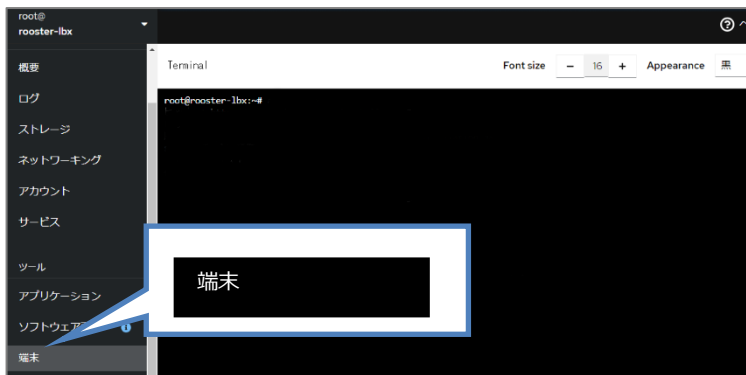 root@
rooster-lbx
概要
ログ
ストレージ
ネットワーキング
アカウント
サービス
ツール
アプリケーション
ソフトウェア
端末
Terminal
Font size － 16 + Appearance 黒
root@rooster-lbx:~#
端末